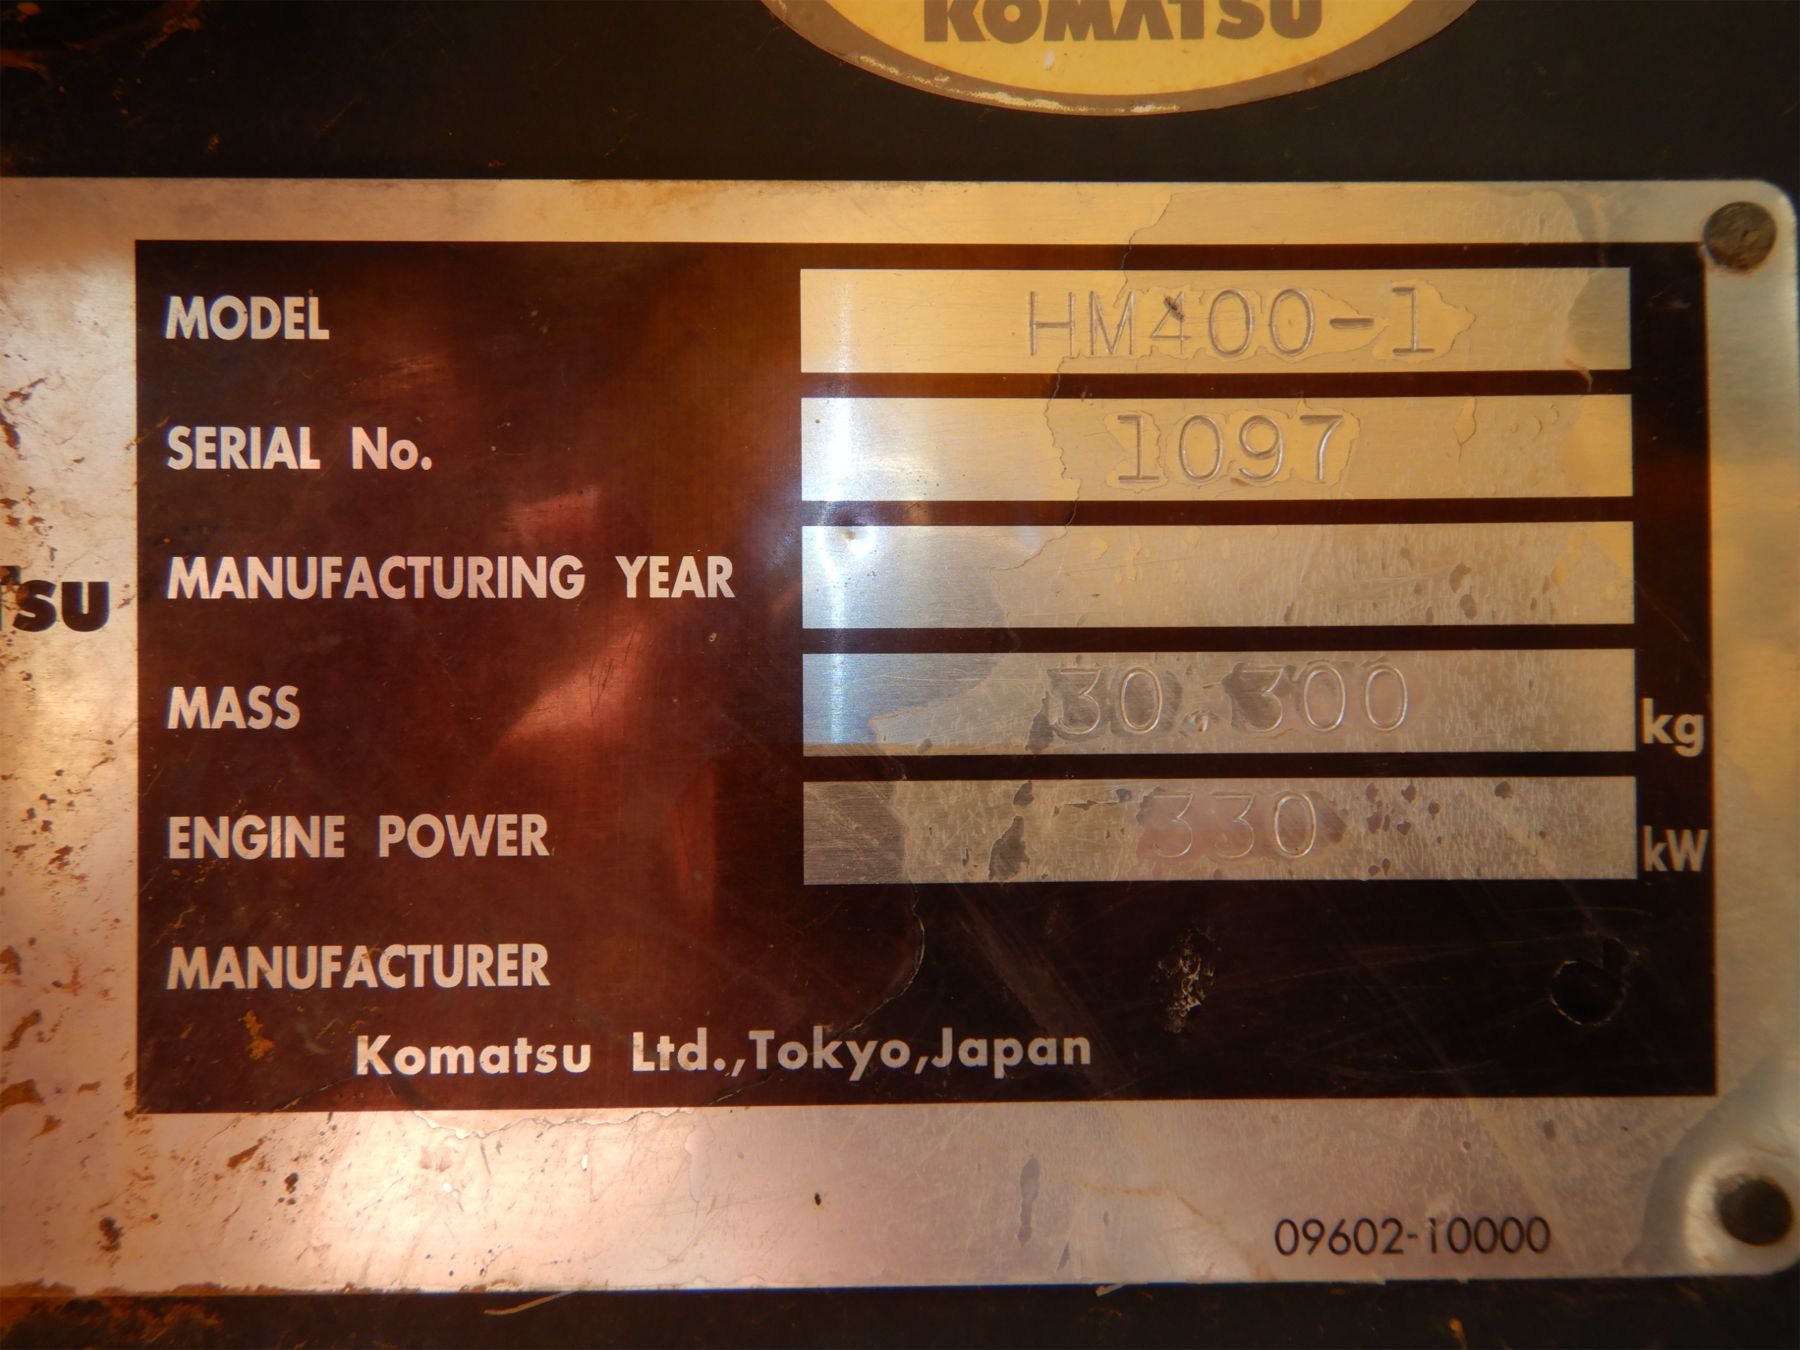 KOMATSU
MODEL HM400-1
SERIAL No. 1097
MANUFACTURING YEAR
TSU
MASS 30.300 kg
ENGINE POWER 330 kW
MANUFACTURER
Komatsu Ltd.,Tokyo,Japan
09602-10000